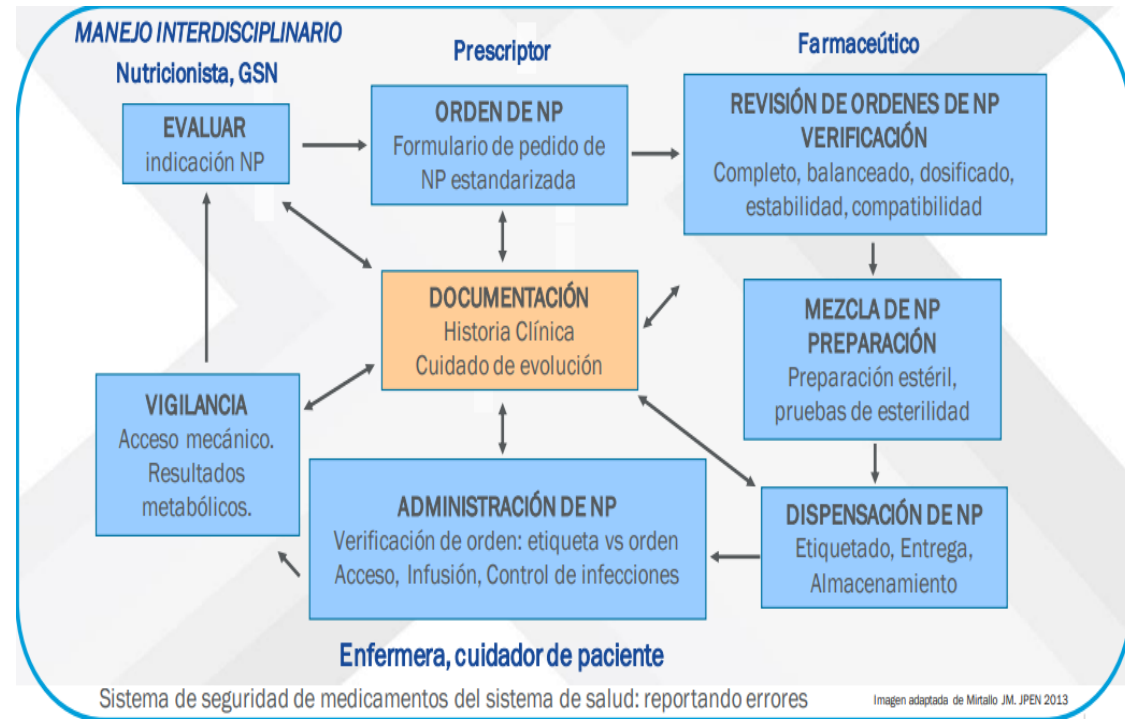 MANEJO INTERDISCIPLINARIO
Nutricionista, GSN
Prescriptor
Farmaceútico
EVALUAR
indicación NP
ORDEN DE NP
Formulario de pedido de
NP estandarizada
REVISIÓN DE ORDENES DE NP
VERIFICACIÓN
Completo, balanceado, dosificado,
estabilidad, compatibilidad
DOCUMENTACIÓN
Historia Clínica
Cuidado de evolución
MEZCLA DE NP
PREPARACIÓN
Preparación estéril,
pruebas de esterilidad
VIGILANCIA
Acceso mecánico.
Resultados
metabólicos.
ADMINISTRACIÓN DE NP
Verificación de orden: etiqueta vs orden
Acceso, Infusión, Control de infecciones
DISPENSACIÓN DE NP
Etiquetado, Entrega,
Almacenamiento
Enfermera, cuidador de paciente
Sistema de seguridad de medicamentos del sistema de salud: reportando errores
Imagen adaptada de Mirtallo JM. JPEN 2013